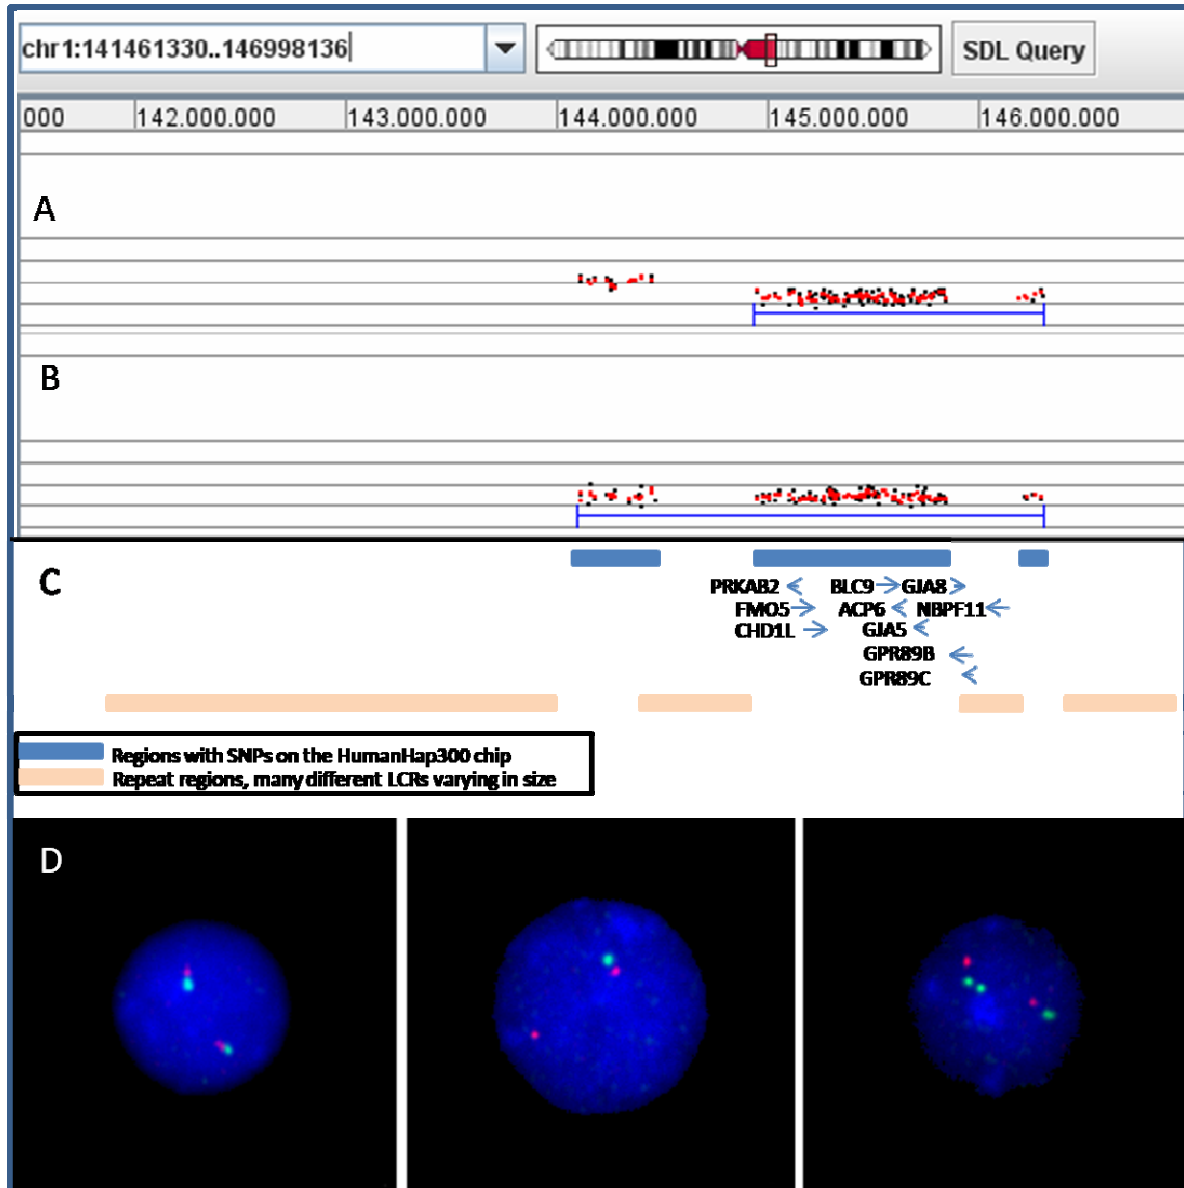 chr1:141461330..146998136
SDL Query
000 142.000.000 143.000.000 144.000.000 145.000.000 146.000.000
A
B
C
PRKAB2 BLC9 GJA8
FMO5 ACP6 NBPF11
CHD1L GJA5
GPR89B
GPR89C
Regions with SNPs on the HumanHap300 chip
Repeat regions, many different LCRs varying in size
D